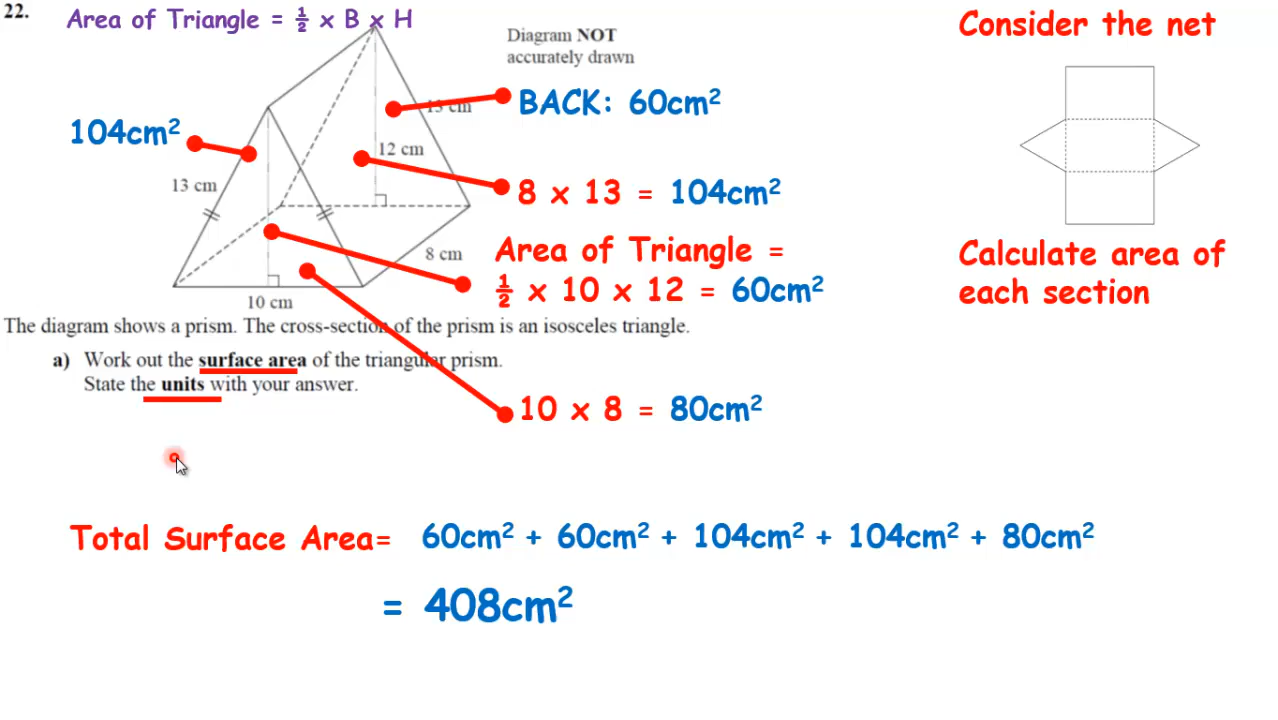 22.
Area of Triangle = ½ x B x H
Consider the net
Diagram NOT
accurately drawn
BACK: 60cm²
13 cm
104cm²
12 cm
13 cm
8 x 13 = 104cm²
Area of Triangle =
½ x 10 x 12 = 60cm²
8 cm
Calculate area of
each section
10 cm
The diagram shows a prism. The cross-section of the prism is an isosceles triangle.
a) Work out the surface area of the triangular prism.
State the units with your answer.
10 x 8 = 80cm²
Total Surface Area= 60cm² + 60cm² + 104cm² + 104cm² + 80cm²
= 408cm²